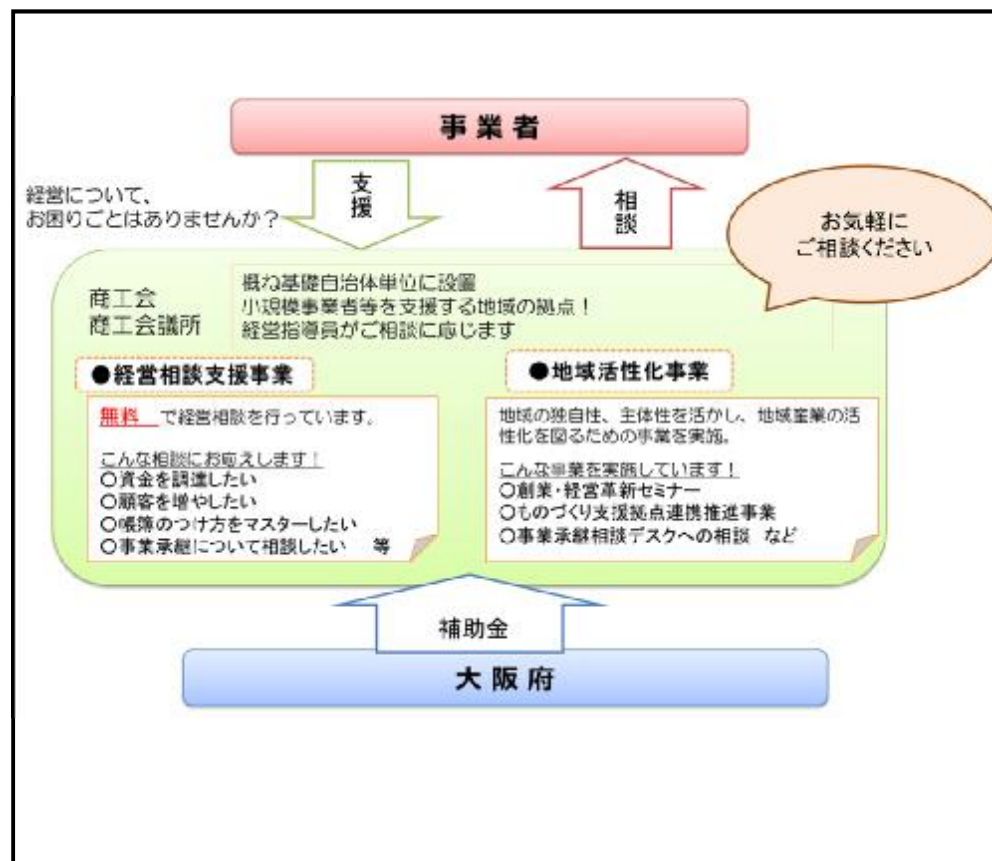 事業者
経営について、
お困りごとはありませんか？
支援
相談
お気軽に
ご相談ください
商工会
商工会議所
概ね基礎自治体単位に設置
小規模事業者等を支援する地域の拠点！
経営指導員がご相談に応じます
●経営相談支援事業
無料 で経営相談を行っています。
こんな相談にお応えします！
○資金を調達したい
○顧客を増やしたい
○帳簿のつけ方をマスターしたい
○事業承継について相談したい 等
●地域活性化事業
地域の独自性、主体性を活かし、地域産業の活
性化を図るための事業を実施。
こんな事業を実施しています！
○創業・経営革新セミナー
○ものづくり支援拠点連携推進事業
○事業承継相談デスクへの相談 など
補助金
大阪府